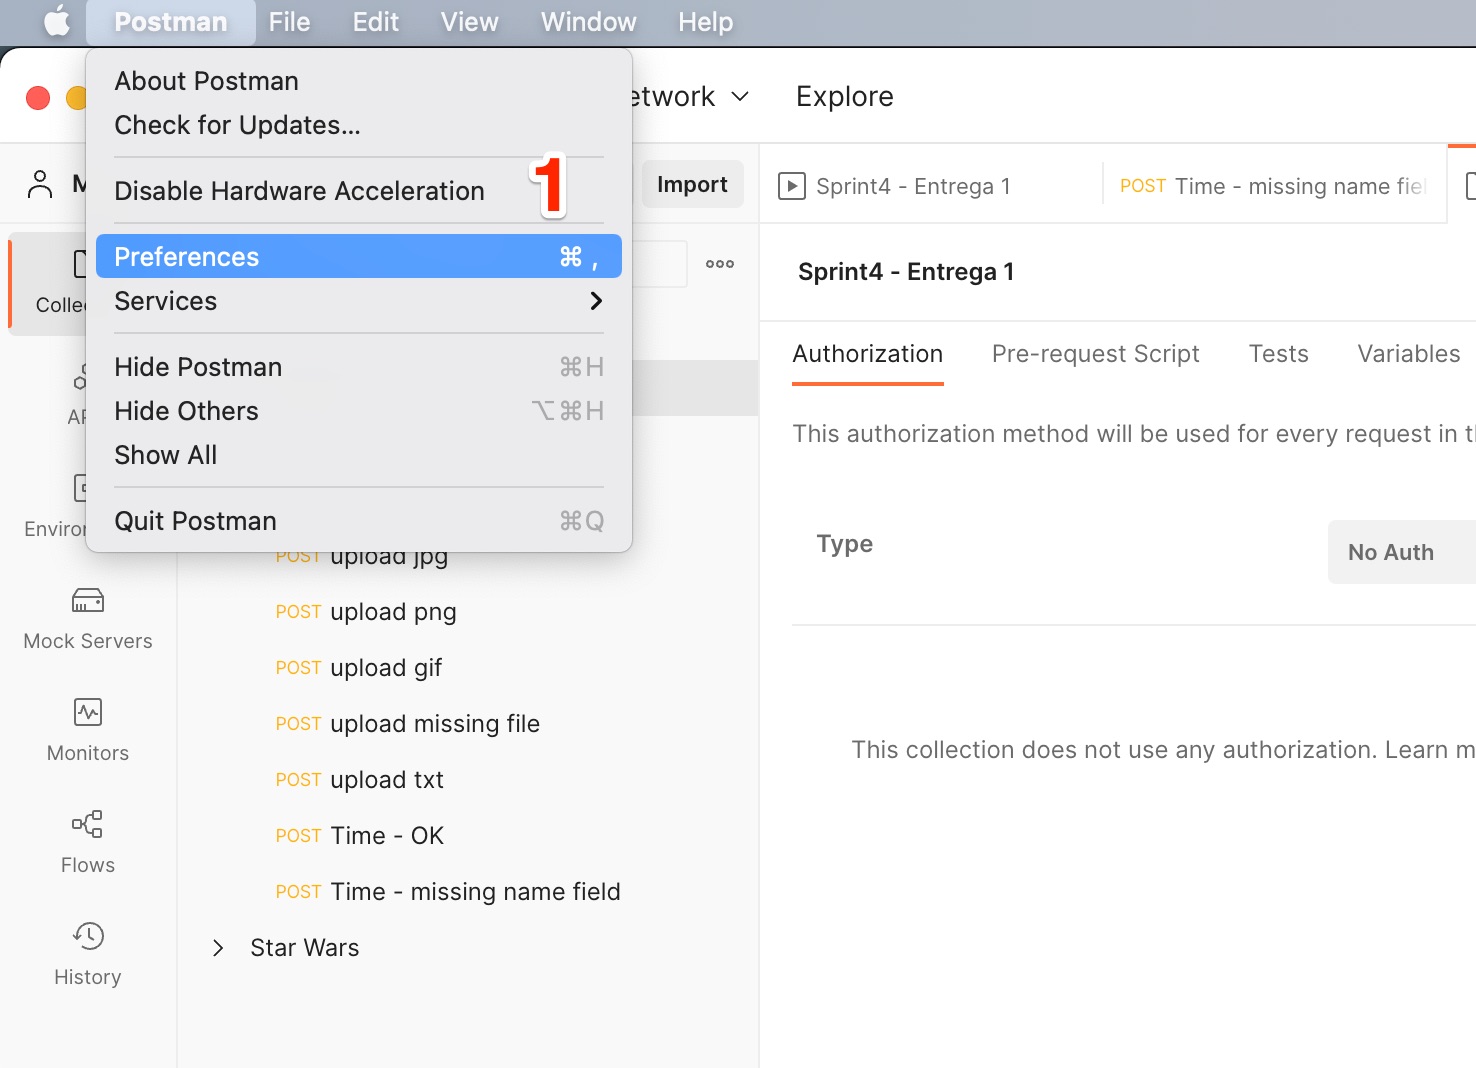 Postman File Edit View Window Help
About Postman
Check for Updates...
Disable Hardware Acceleration
1
Preferences ⌘ ,
Services
Hide Postman ⌘H
Hide Others ⌥⌘H
Show All
Quit Postman ⌘Q
etwork Explore
M
Import
Sprint4 - Entrega 1
POST Time - missing name fiel
Colle
AP
Enviro
Mock Servers
Monitors
Flows
History
POST upload jpg
POST upload png
POST upload gif
POST upload missing file
POST upload txt
POST Time - OK
POST Time - missing name field
Star Wars
Sprint4 - Entrega 1
Authorization Pre-request Script Tests Variables
This authorization method will be used for every request in t
Type
No Auth
This collection does not use any authorization. Learn m